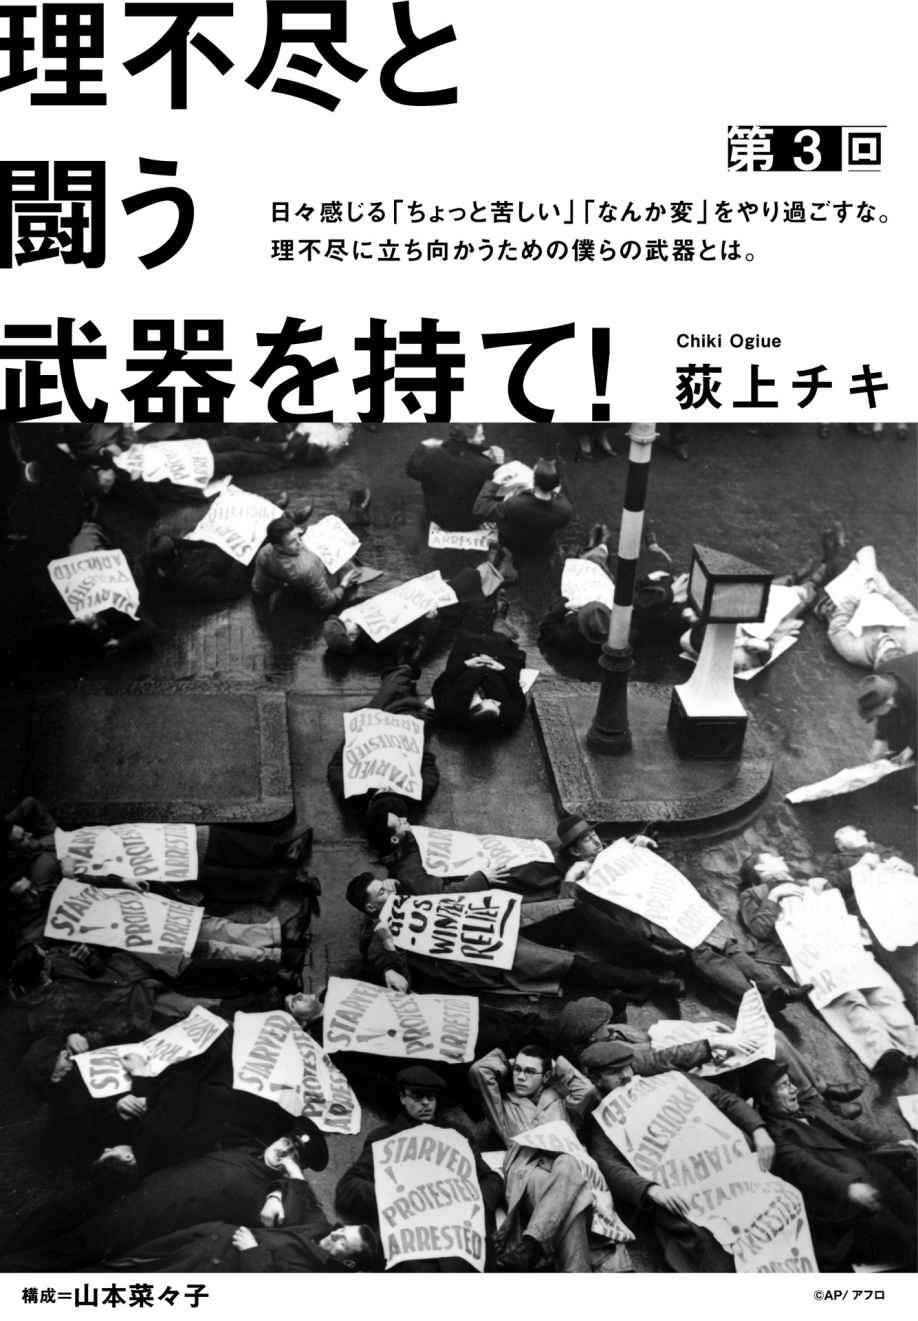 理不尽と
闘う
武器を持て!
第3回
日々感じる「ちょっと苦しい」「なんか変」をやり過ごすな。
理不尽に立ち向かうための僕らの武器とは。
Chiki Ogiue
荻上チキ
ARRESTED
STARVED
PROTESTED
ARRESTED
STARVED
!
PROTESTED
ARRESTED
-US
WINTER
RELIEF
STARVED
!
PROTESTED
ARRESTED
STARVED
!
PROTESTED
ARRESTED
STARVED
!
PROTESTED
ARRESTED
構成=山本菜々子
©AP/アフロ